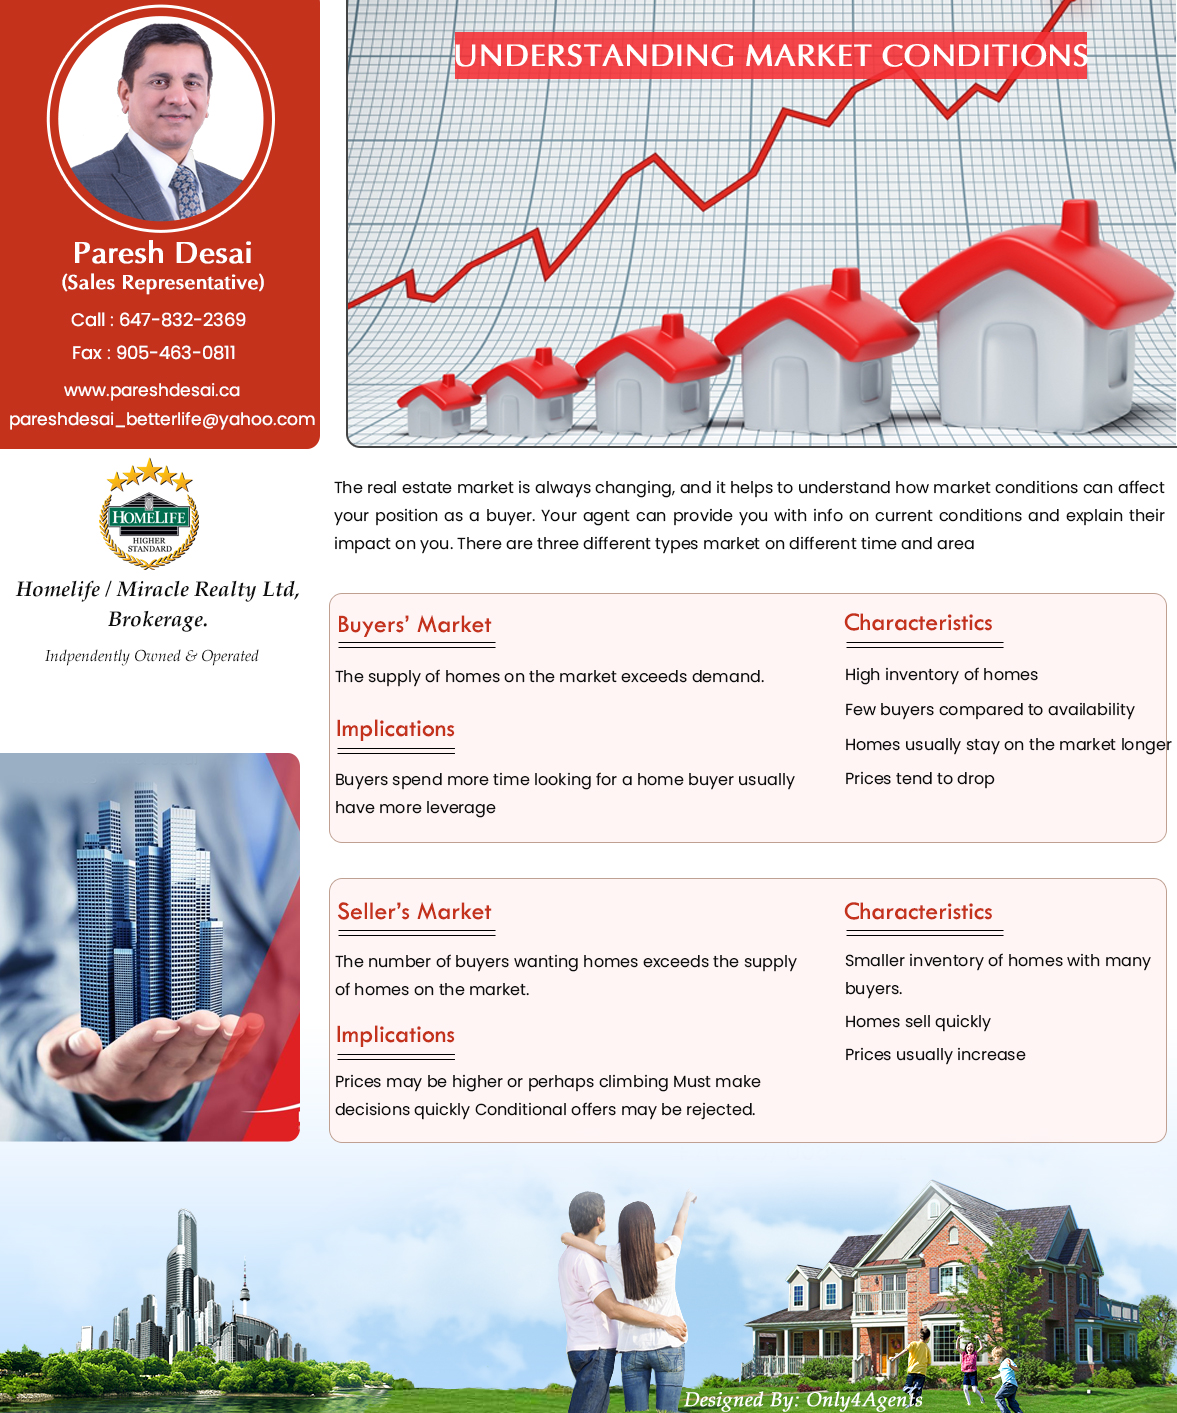 UNDERSTANDING MARKET CONDITIONS
Paresh Desai
(Sales Representative)
Call : 647-832-2369
Fax : 905-463-0811
www.pareshdesai.ca
pareshdesai_betterlife@yahoo.com
HOMELIFE
HIGHER
STANDARD
Homelife / Miracle Realty Ltd,
Brokerage.
Indpendently Owned & Operated
The real estate market is always changing, and it helps to understand how market conditions can affect
your position as a buyer. Your agent can provide you with info on current conditions and explain their
impact on you. There are three different types market on different time and area
Buyers' Market
The supply of homes on the market exceeds demand.
Implications
Buyers spend more time looking for a home buyer usually
have more leverage
Characteristics
High inventory of homes
Few buyers compared to availability
Homes usually stay on the market longer
Prices tend to drop
Seller's Market
The number of buyers wanting homes exceeds the supply
of homes on the market.
Implications
Prices may be higher or perhaps climbing Must make
decisions quickly Conditional offers may be rejected.
Characteristics
Smaller inventory of homes with many
buyers.
Homes sell quickly
Prices usually increase
Designed By: Only4Agents